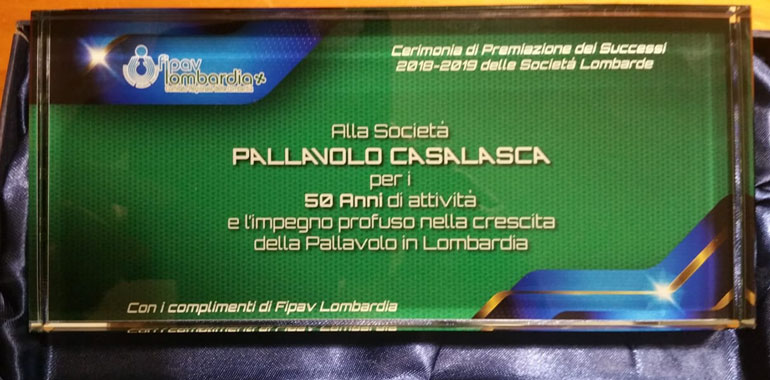 fipav
lombardia
Cerimonia di Premiazione dei Successi
2018-2019 delle Società Lombarde
Alla Società
PALLAVOLO CASALASCA
per i
50 Anni di attività
e l'impegno profuso nella crescita
della Pallavolo in Lombardia
Con i complimenti di Fipav Lombardia